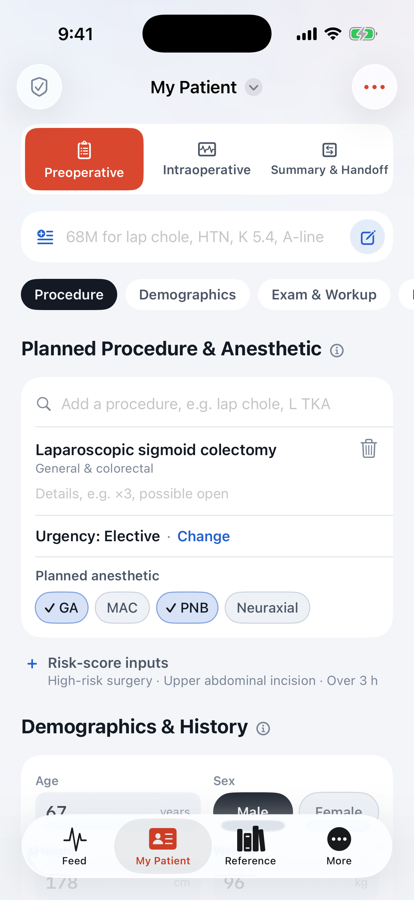 9:41
My Patient
Preoperative
Intraoperative
Summary & Handoff
68M for lap chole, HTN, K 5.4, A-line
Procedure
Demographics
Exam & Workup
Planned Procedure & Anesthetic
Add a procedure, e.g. lap chole, L TKA
Laparoscopic sigmoid colectomy
General & colorectal
Details, e.g. ×3, possible open
Urgency: Elective · Change
Planned anesthetic
✓ GA
MAC
✓ PNB
Neuraxial
+ Risk-score inputs
High-risk surgery · Upper abdominal incision · Over 3 h
Demographics & History
Age
Sex
67 years
Male
Female
Feed
My Patient
Reference
More
178 cm
96 kg